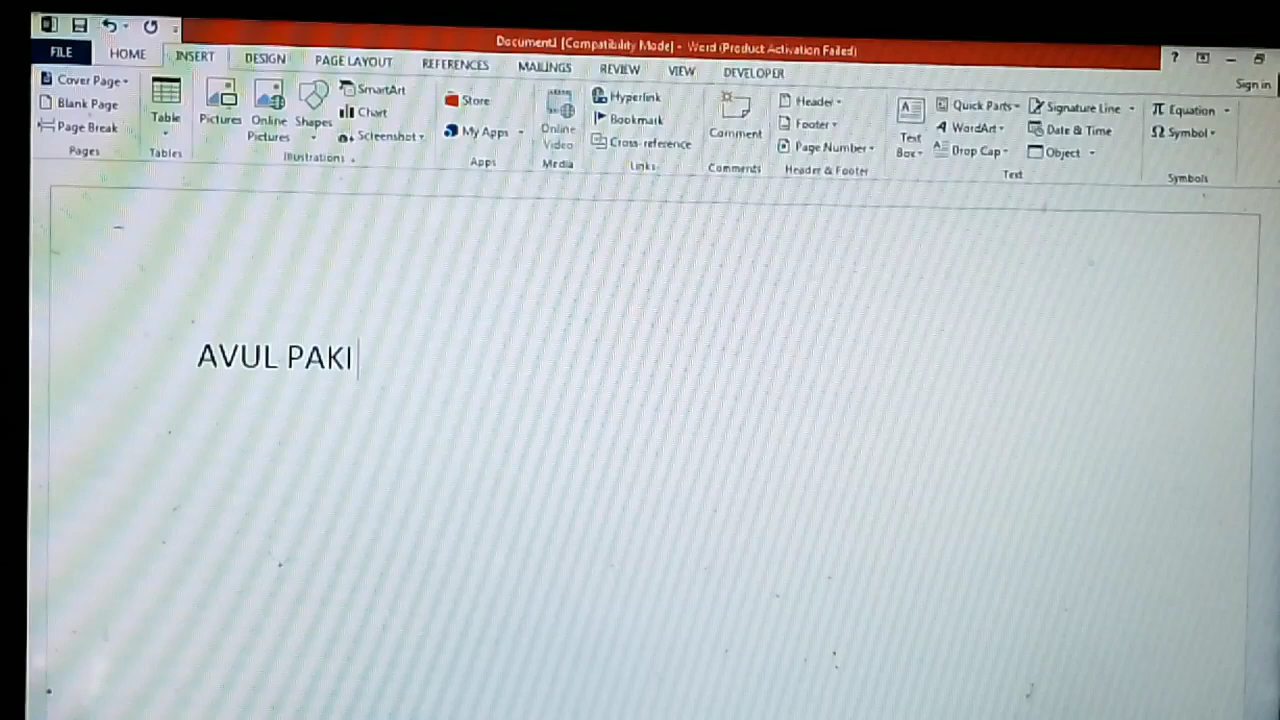 Document1 [Compatibility Mode] - Word (Product Activation Failed)
? 
Sign in
FILE HOME INSERT DESIGN PAGE LAYOUT REFERENCES MAILINGS REVIEW VIEW DEVELOPER
Cover Page
Blank Page
Page Break
Pages
Table
Tables
Pictures
Online Pictures
Shapes
SmartArt
Chart
Screenshot
Illustrations
Store
My Apps
Apps
Online Video
Media
Hyperlink
Bookmark
Cross-reference
Links
Comment
Comments
Header
Footer
Page Number
Header & Footer
Text Box
Quick Parts
WordArt
Drop Cap
Signature Line
Date & Time
Object
Text
π Equation
Ω Symbol
Symbols
AVUL PAKI